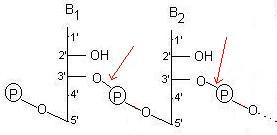 B1 B2
1' 1'
2' OH 2' OH
3' O 3' O
P 4' P 4' P
O O O ....
5' 5'